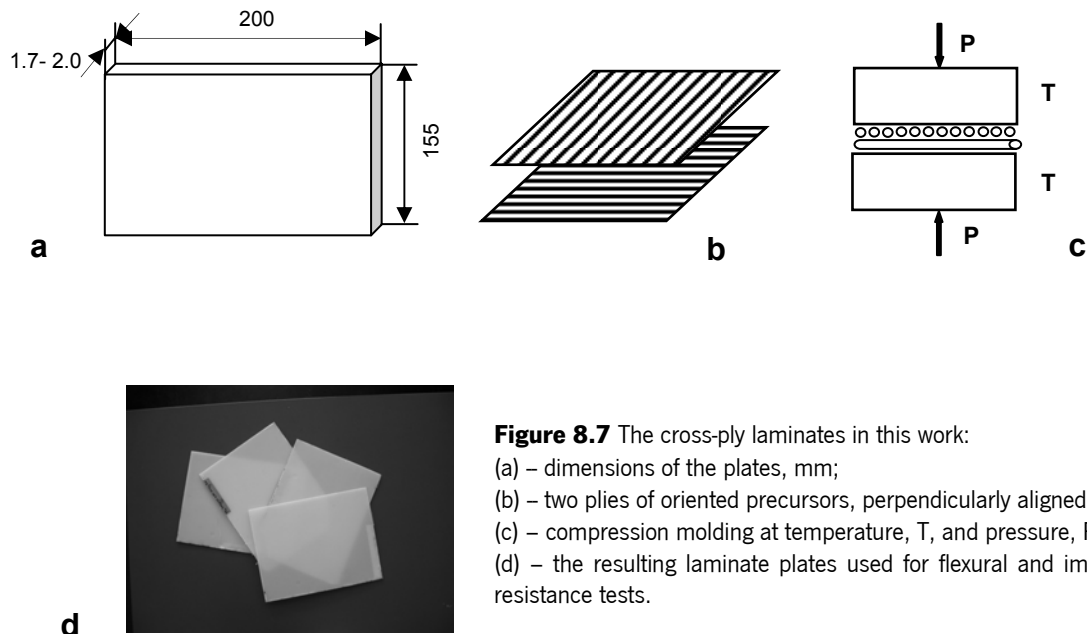 200
1.7- 2.0
155
a
b
P
T
T
P
c
d
Figure 8.7 The cross-ply laminates in this work:
(a) – dimensions of the plates, mm;
(b) – two plies of oriented precursors, perpendicularly aligned
(c) – compression molding at temperature, T, and pressure,
(d) – the resulting laminate plates used for flexural and
resistance tests.